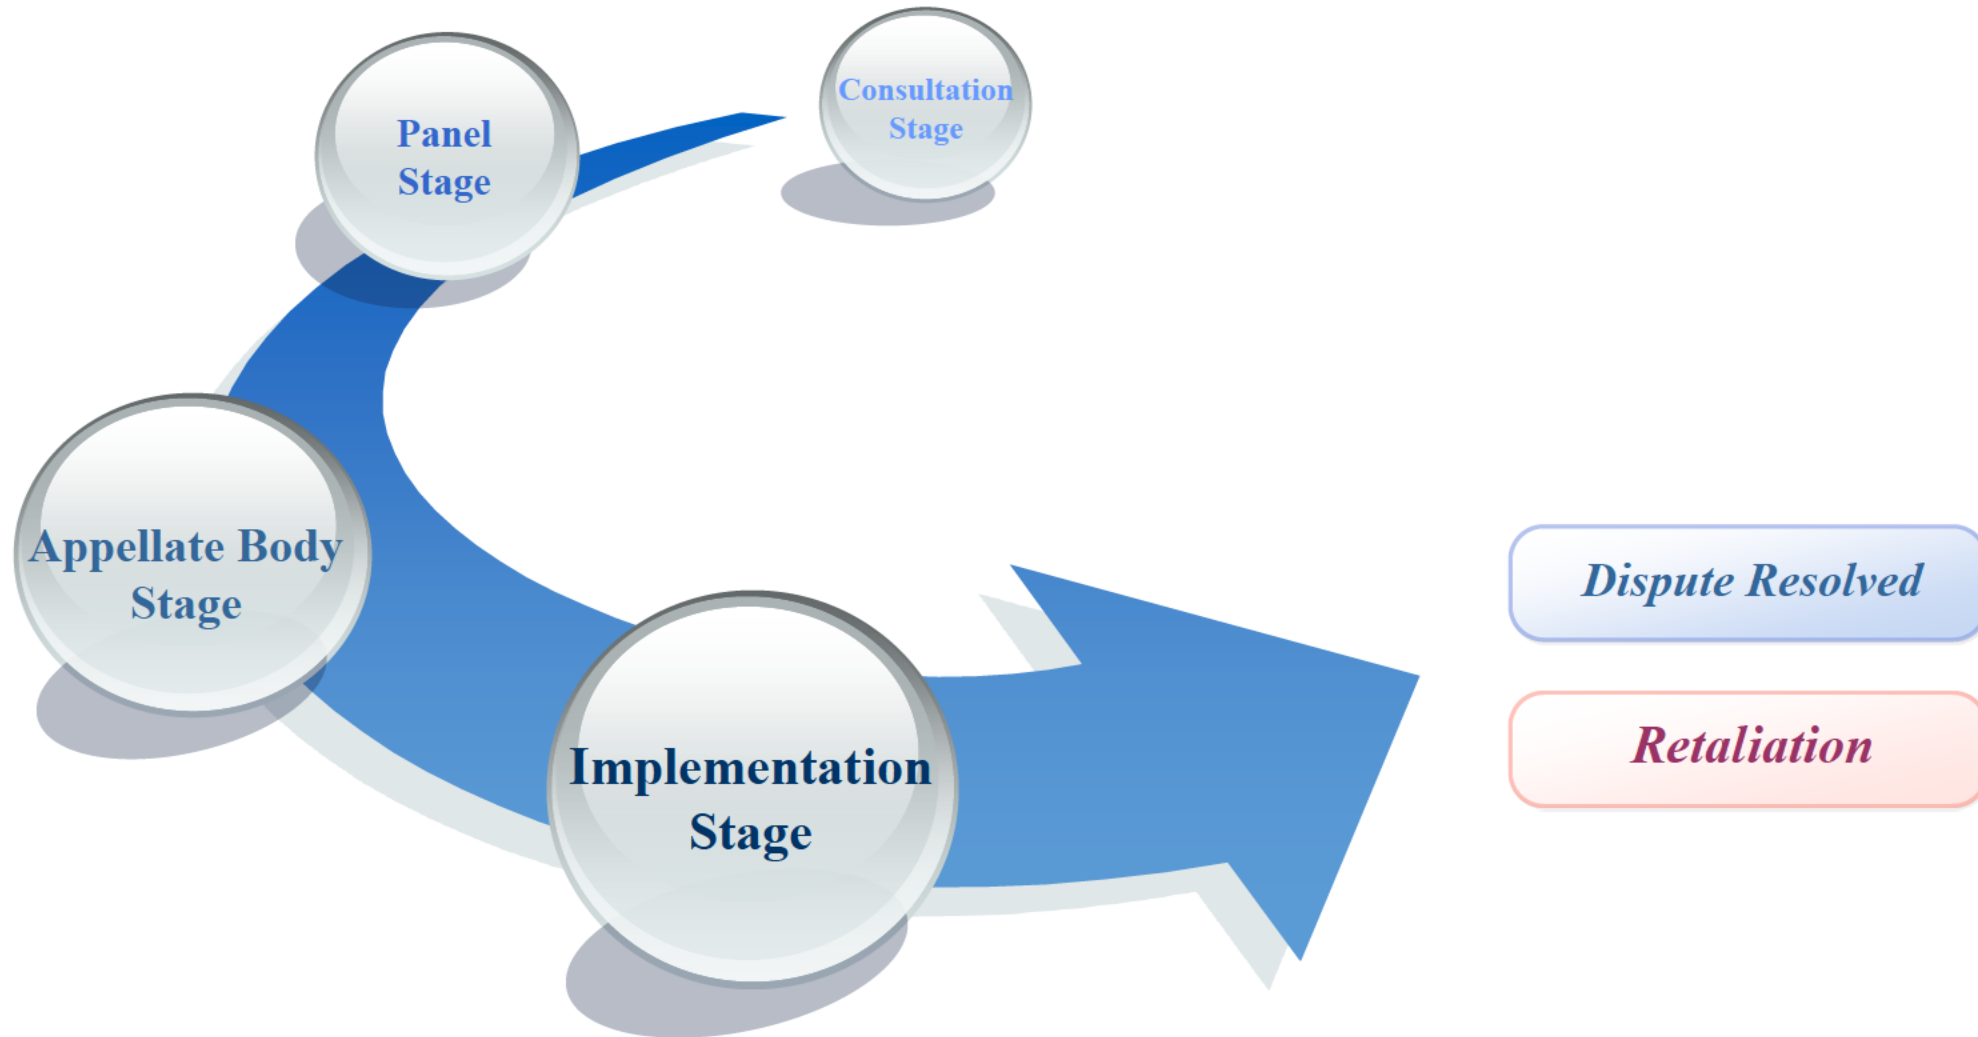 Consultation
Stage
Panel
Stage
Appellate Body
Stage
Implementation
Stage
Dispute Resolved
Retaliation